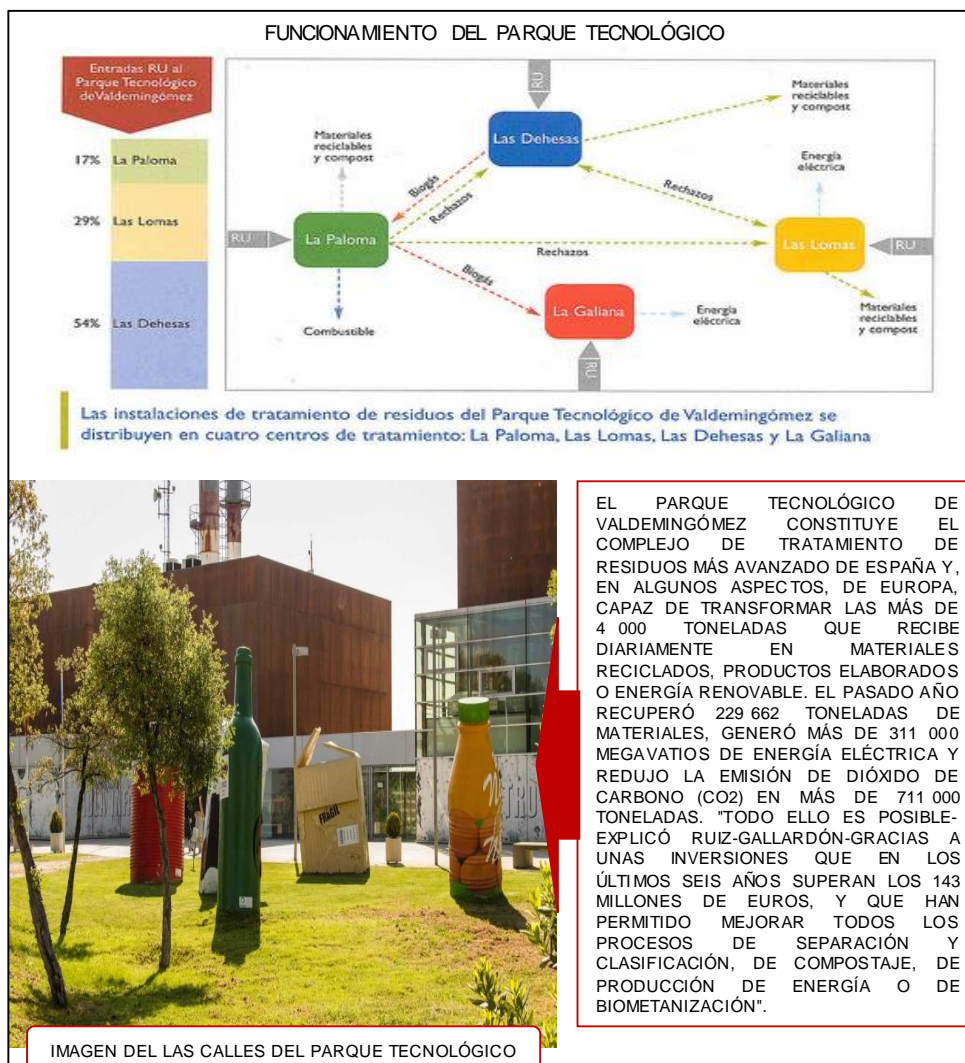 FUNCIONAMIENTO DEL PARQUE TECNOLÓGICO
Entradas RU al
Parque Tecnológico
de Valdemingómez
17% La Paloma
29% Las Lomas
54% Las Dehesas
RU
Las Dehesas
Materiales
reciclables
y compost
Materiales
reciclables
y compost
Energía
eléctrica
Biogás
Rechazos
Rechazos
RU
La Paloma
Rechazos
Las Lomas
RU
Biogás
La Galiana
Energía
eléctrica
Materiales
reciclables
y compost
Combustible
RU
Las instalaciones de tratamiento de residuos del Parque Tecnológico de Valdemingómez se
distribuyen en cuatro centros de tratamiento: La Paloma, Las Lomas, Las Dehesas y La Galiana
FRAGIL
EL PARQUE TECNOLÓGICO DE
VALDEMINGÓMEZ CONSTITUYE EL
COMPLEJO DE TRATAMIENTO DE
RESIDUOS MÁS AVANZADO DE ESPAÑA Y,
EN ALGUNOS ASPECTOS, DE EUROPA,
CAPAZ DE TRANSFORMAR LAS MÁS DE
4 000 TONELADAS QUE RECIBE
DIARIAMENTE EN MATERIALES
RECICLADOS, PRODUCTOS ELABORADOS
O ENERGÍA RENOVABLE. EL PASADO AÑO
RECUPERÓ 229 662 TONELADAS DE
MATERIALES, GENERÓ MÁS DE 311 000
MEGAVATIOS DE ENERGÍA ELÉCTRICA Y
REDUJO LA EMISIÓN DE DIÓXIDO DE
CARBONO (CO2) EN MÁS DE 711 000
TONELADAS. "TODO ELLO ES POSIBLE-
EXPLICÓ RUIZ-GALLARDÓN-GRACIAS A
UNAS INVERSIONES QUE EN LOS
ÚLTIMOS SEIS AÑOS SUPERAN LOS 143
MILLONES DE EUROS, Y QUE HAN
PERMITIDO MEJORAR TODOS LOS
PROCESOS DE SEPARACIÓN Y
CLASIFICACIÓN, DE COMPOSTAJE, DE
PRODUCCIÓN DE ENERGÍA O DE
BIOMETANIZACIÓN".
IMAGEN DEL LAS CALLES DEL PARQUE TECNOLÓGICO